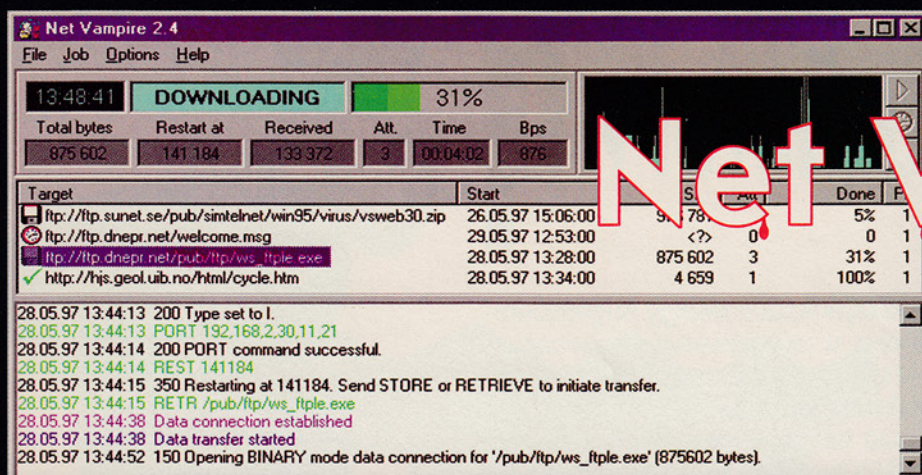 Net Vampire 2.4
File Job Options Help
13:48:41 DOWNLOADING 31%
Total bytes Restart at Received Att. Time Bps
875 602 141 184 133 372 3 00:04:02 876
Net V
Target Start Done
ftp://ftp.sunet.se/pub/simtelnet/win95/virus/vsweb30.zip 26.05.97 15:06:00 5% 1
ftp://ftp.dnepr.net/welcome.msg 29.05.97 12:53:00 <?> 0 0 1
ftp://ftp.dnepr.net/pub/ftp/ws_ftple.exe 28.05.97 13:28:00 875 602 3 31% 1
http://hjs.geol.uib.no/html/cycle.htm 28.05.97 13:34:00 4 659 1 100% 1
28.05.97 13:44:13 200 Type set to I.
28.05.97 13:44:13 PORT 192,168,2,30,11,21
28.05.97 13:44:14 200 PORT command successful.
28.05.97 13:44:14 REST 141184
28.05.97 13:44:15 350 Restarting at 141184. Send STORE or RETRIEVE to initiate transfer.
28.05.97 13:44:15 RETR /pub/ftp/ws_ftple.exe
28.05.97 13:44:38 Data connection established
28.05.97 13:44:38 Data transfer started
28.05.97 13:44:52 150 Opening BINARY mode data connection for '/pub/ftp/ws_ftple.exe' (875602 bytes).